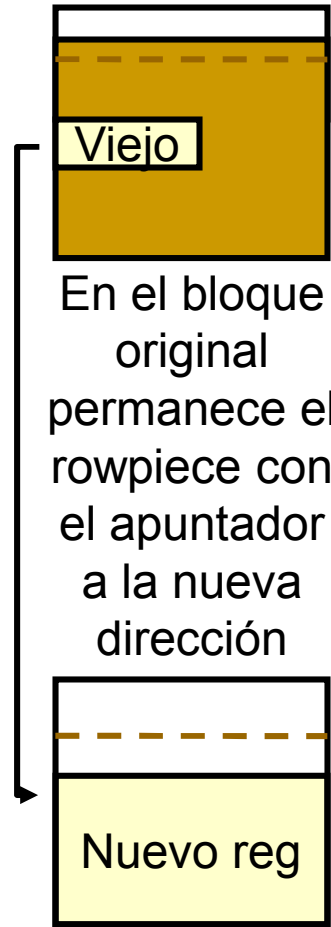 Viejo
En el bloque
original
permanece el
rowpiece con
el apuntador
a la nueva
dirección
Nuevo reg